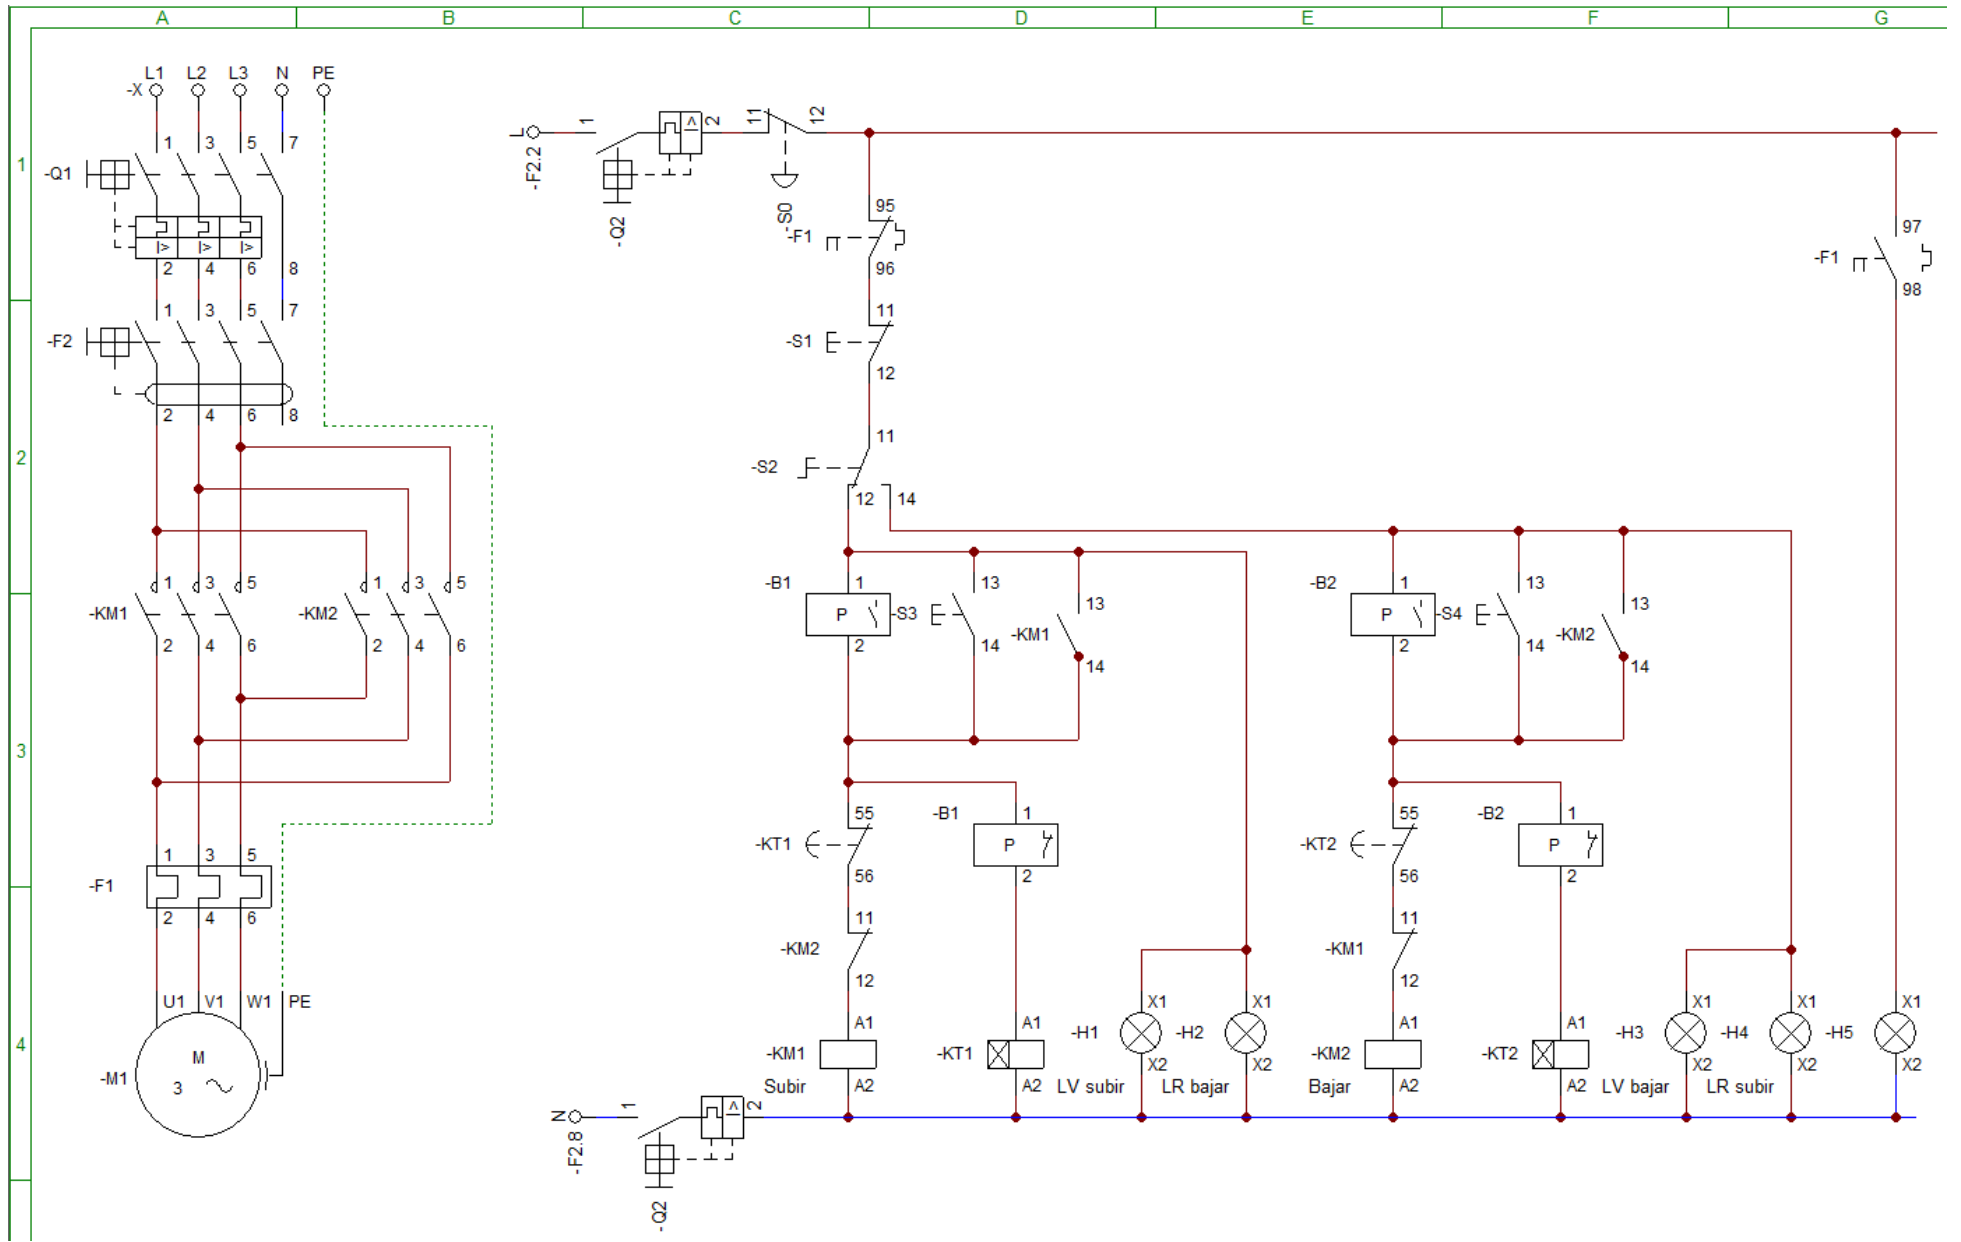 A B C D E F G
L1 L2 L3 N PE
-X
1 3 5 7
1
-Q1
I> I> I>
2 4 6 8
1 3 5 7
-F2
2 4 6 8
2
1 3 5 1 3 5
-KM1 -KM2
2 4 6 2 4 6
3
1 3 5
-F1
2 4 6
U1 V1 W1 PE
4
M
3
-M1
L
-F2.2
1
>
2
-Q2
11 12
-S0
95
-F1
96
11
-S1
12
11
-S2
12 14
-B1 1
P
2
-S3 13
14
-KM1 13
14
-B2 1
P
2
-S4 13
14
-KM2 13
14
55
-KT1
56
-B1 1
P
2
11
-KM2
12
55
-KT2
56
-B2 1
P
2
11
-KM1
12
97
-F1
98
A1 A1 X1 X1 A1 A1 X1 X1 X1
-KM1 -KT1 -H1 -H2 -KM2 -KT2 -H3 -H4 -H5
A2 A2 X2 X2 A2 A2 X2 X2 X2
Subir LV subir LR bajar Bajar LV bajar LR subir
N
-F2.8
1
>
2
-Q2